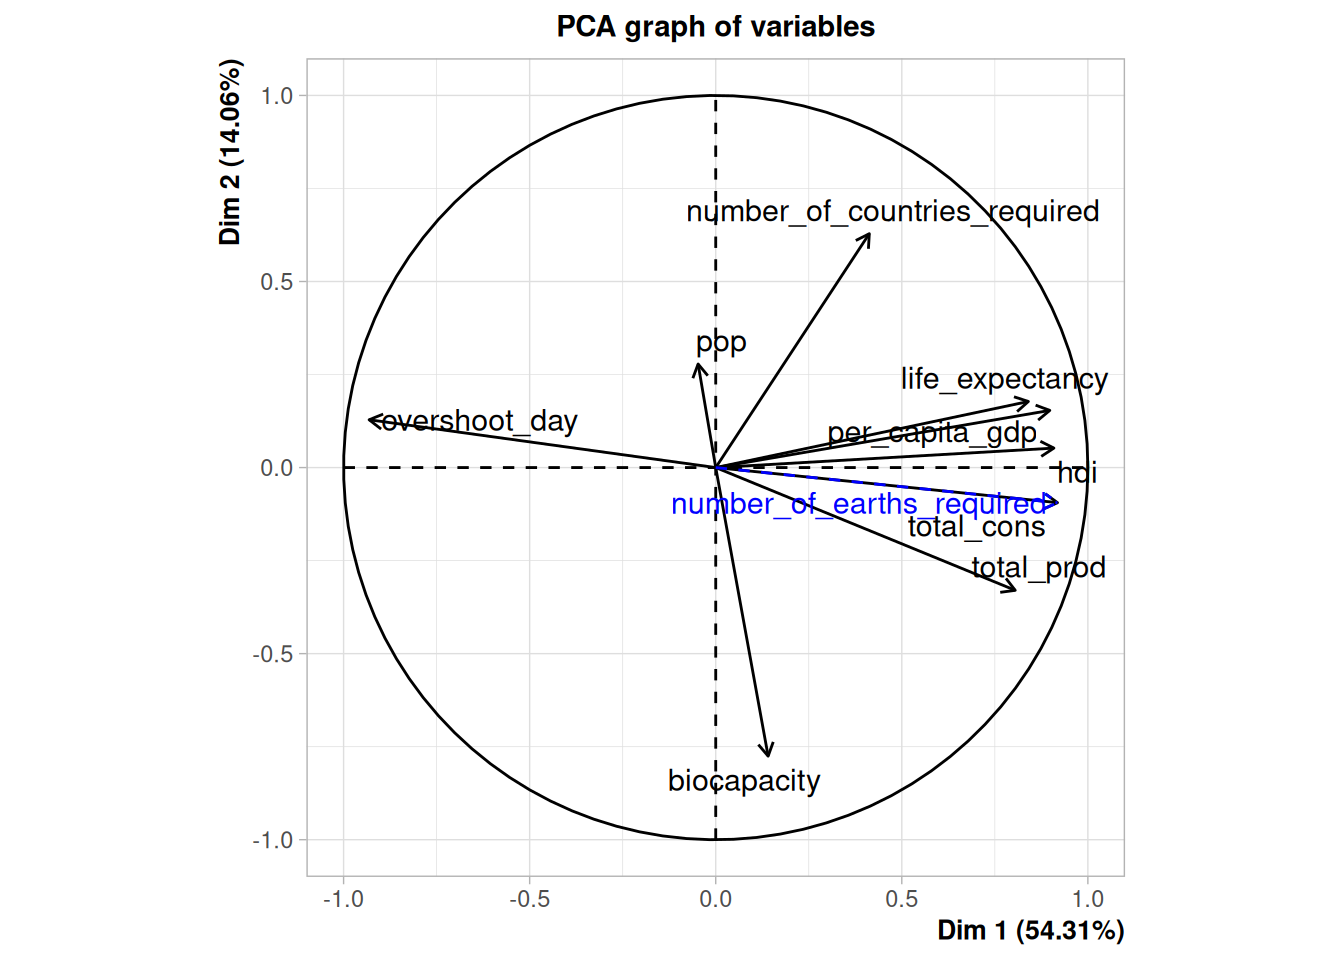 PCA graph of variables
Dim 2 (14.06%)
1.0
0.5
0.0
-0.5
-1.0
number_of_countries_required
pop
life_expectancy
overshoot_day
per_capita_gdp
hdi
number_of_earths_required
total_cons
total_prod
biocapacity
-1.0
-0.5
0.0
0.5
1.0
Dim 1 (54.31%)